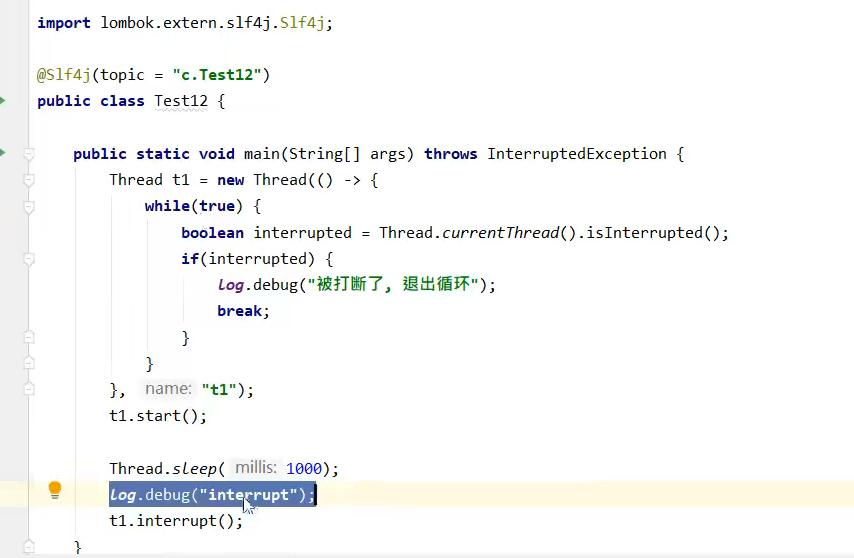 import lombok.extern.slf4j.Slf4j;
@Slf4j(topic = "c.Test12")
public class Test12 {
public static void main(String[] args) throws InterruptedException {
Thread t1 = new Thread(() -> {
while(true) {
boolean interrupted = Thread.currentThread().isInterrupted();
if(interrupted) {
log.debug("被打断了, 退出循环");
break;
}
}
}, name: "t1");
t1.start();
Thread.sleep( millis: 1000);
log.debug("interrupt");
t1.interrupt();
}